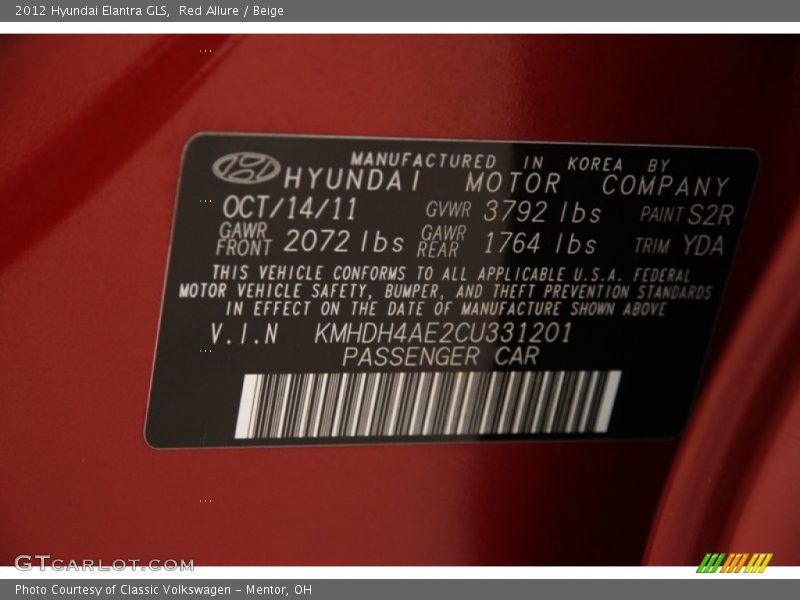 2012 Hyundai Elantra GLS,  Red Allure / Beige
MANUFACTURED IN KOREA BY
HYUNDAI MOTOR COMPANY
OCT/14/11 GVWR 3792 lbs PAINT S2R
GAWR FRONT 2072 lbs GAWR REAR 1764 lbs TRIM YDA
THIS VEHICLE CONFORMS TO ALL APPLICABLE U.S.A. FEDERAL
MOTOR VEHICLE SAFETY, BUMPER, AND THEFT PREVENTION STANDARDS
IN EFFECT ON THE DATE OF MANUFACTURE SHOWN ABOVE
V.I.N KMHDH4AE2CU331201
PASSENGER CAR
GTCARLOT.COM
Photo Courtesy of Classic Volkswagen - Mentor, OH